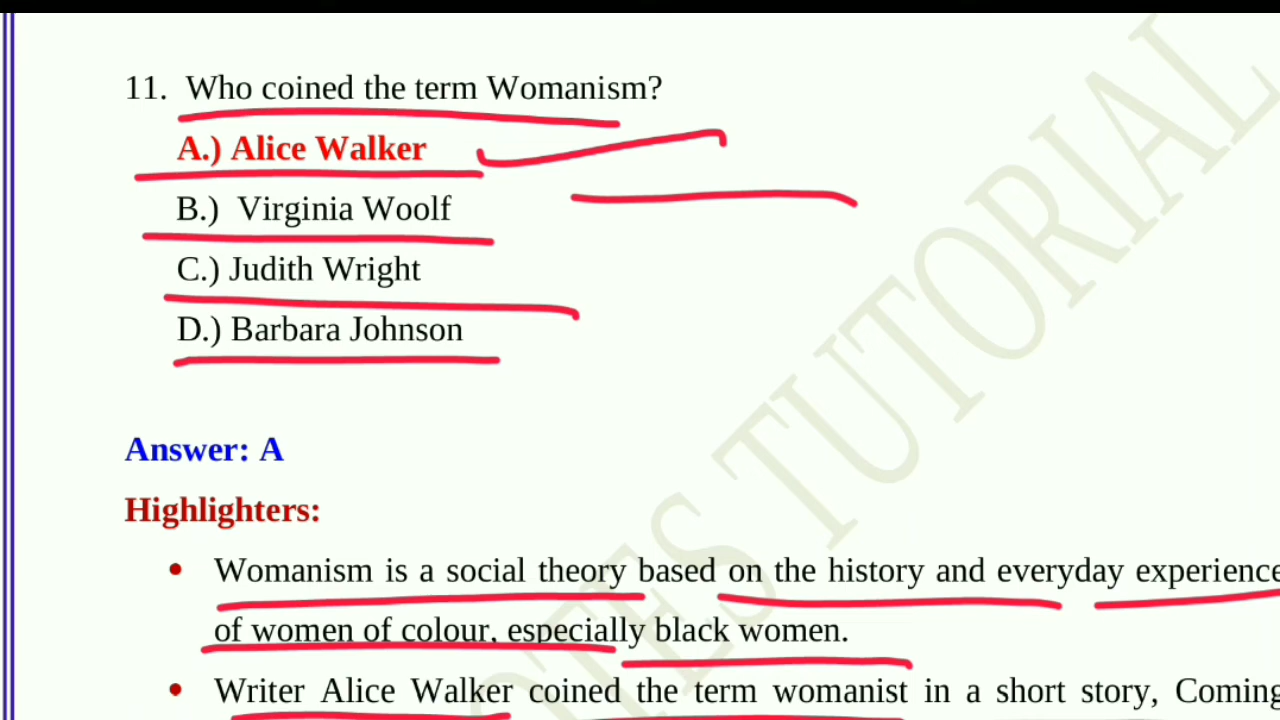 11. Who coined the term Womanism?
A.) Alice Walker
B.) Virginia Woolf
C.) Judith Wright
D.) Barbara Johnson
Answer: A
Highlighters:
• Womanism is a social theory based on the history and everyday experience
of women of colour, especially black women.
• Writer Alice Walker coined the term womanist in a short story, Coming
TUTORIAL